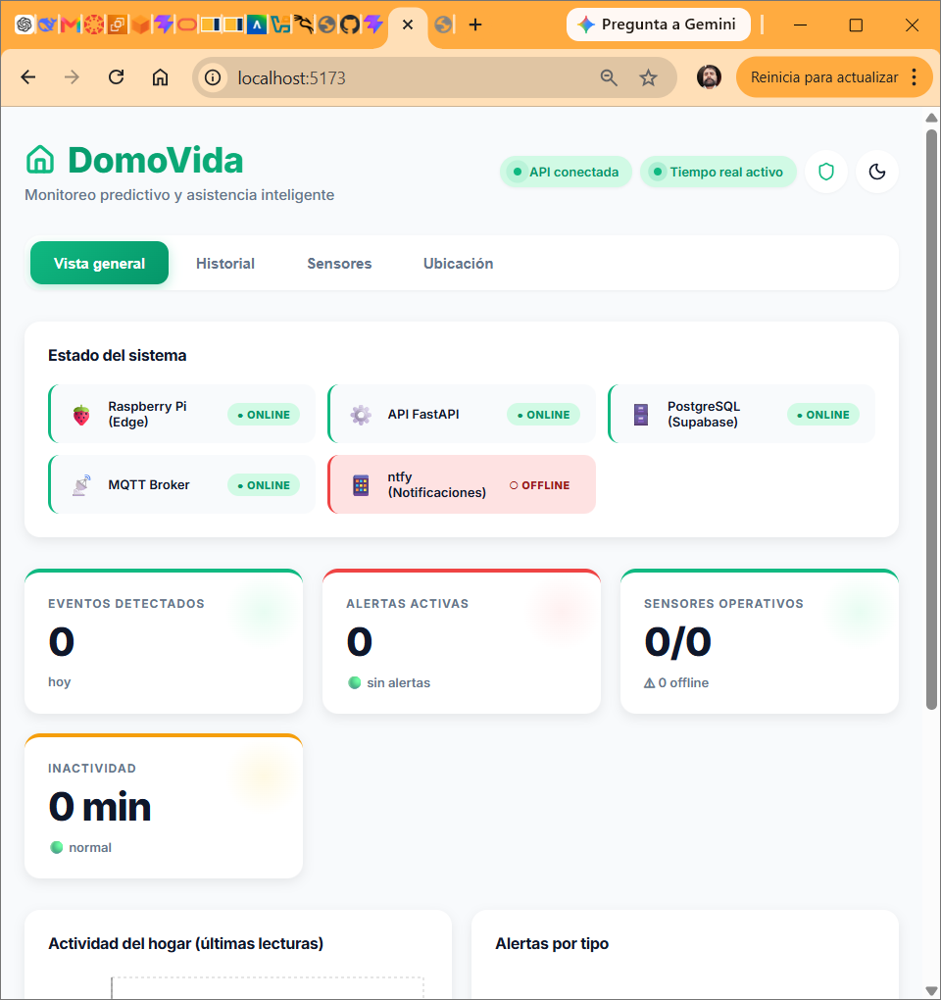 Pregunta a Gemini
localhost:5173
Reinicia para actualizar
DomoVida
Monitoreo predictivo y asistencia inteligente
API conectada
Tiempo real activo
Vista general
Historial
Sensores
Ubicación
Estado del sistema
Raspberry Pi
(Edge)
ONLINE
API FastAPI
ONLINE
PostgreSQL
(Supabase)
ONLINE
MQTT Broker
ONLINE
ntfy
(Notificaciones)
OFFLINE
EVENTOS DETECTADOS
0
hoy
ALERTAS ACTIVAS
0
sin alertas
SENSORES OPERATIVOS
0/0
⚠ 0 offline
INACTIVIDAD
0 min
normal
Actividad del hogar (últimas lecturas)
Alertas por tipo